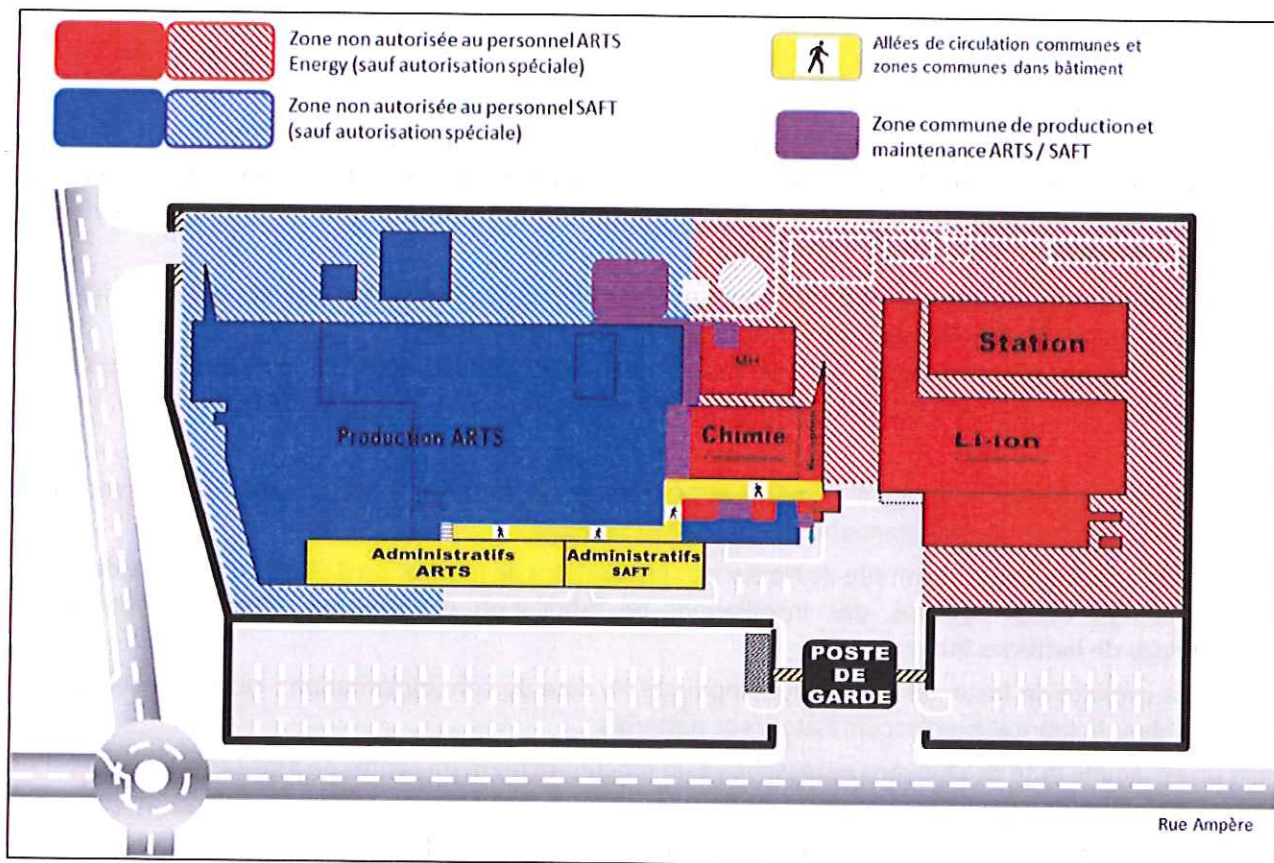 Zone non autorisée au personnel ARTS
Energy (sauf autorisation spéciale)
Zone non autorisée au personnel SAFT
(sauf autorisation spéciale)
Allées de circulation communes et
zones communes dans bâtiment
Zone commune de production et
maintenance ARTS / SAFT
Station
MH
Production ARTS
Chimie
Li-ion
Administratifs
ARTS
Administratifs
SAFT
POSTE
DE
GARDE
Rue Ampère